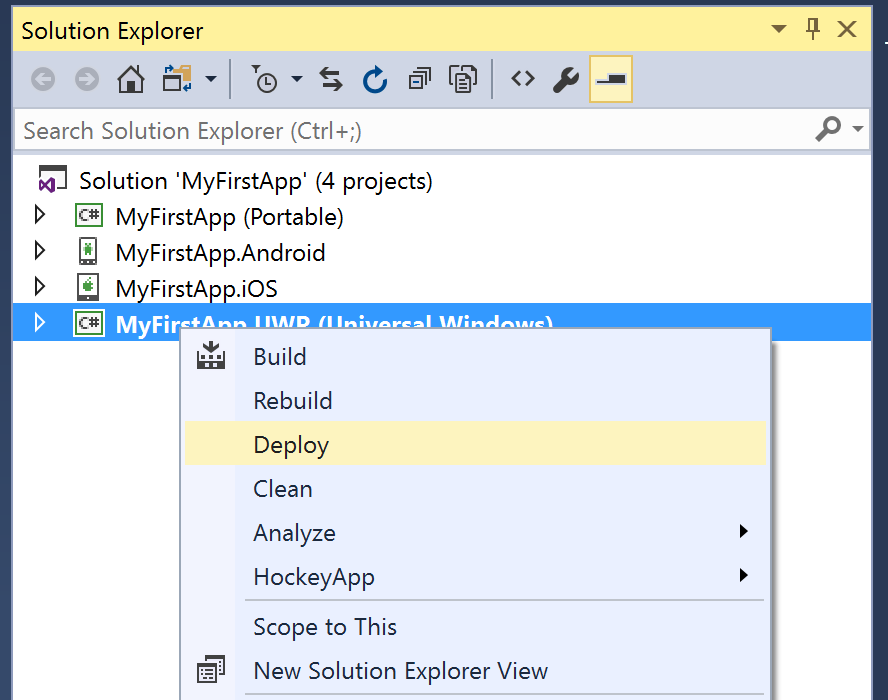 Solution Explorer
Search Solution Explorer (Ctrl+;)
Solution 'MyFirstApp' (4 projects)
C# MyFirstApp (Portable)
MyFirstApp.Android
MyFirstApp.iOS
C# MyFirstApp.UWP (Universal Windows)
Build
Rebuild
Deploy
Clean
Analyze
HockeyApp
Scope to This
New Solution Explorer View